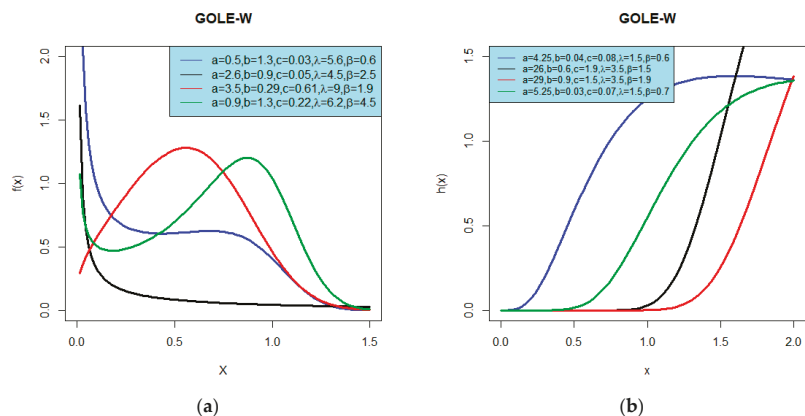 GOLE-W
a=0.5,b=1.3,c=0.03,λ=5.6,β=0.6
a=2.6,b=0.9,c=0.05,λ=4.5,β=2.5
a=3.5,b=0.29,c=0.61,λ=9,β=1.9
a=0.9,b=1.3,c=0.22,λ=6.2,β=4.5
f(x)
2.0
1.5
1.0
0.5
0.0
0.0 0.5 1.0 1.5
X
(a)
GOLE-W
a=4.25,b=0.04,c=0.08,λ=1.5,β=0.6
a=26,b=0.6,c=1.9,λ=3.5,β=1.5
a=29,b=0.9,c=1.5,λ=3.5,β=1.9
a=5.25,b=0.03,c=0.07,λ=1.5,β=0.7
h(x)
1.5
1.0
0.5
0.0
0.0 0.5 1.0 1.5 2.0
x
(b)